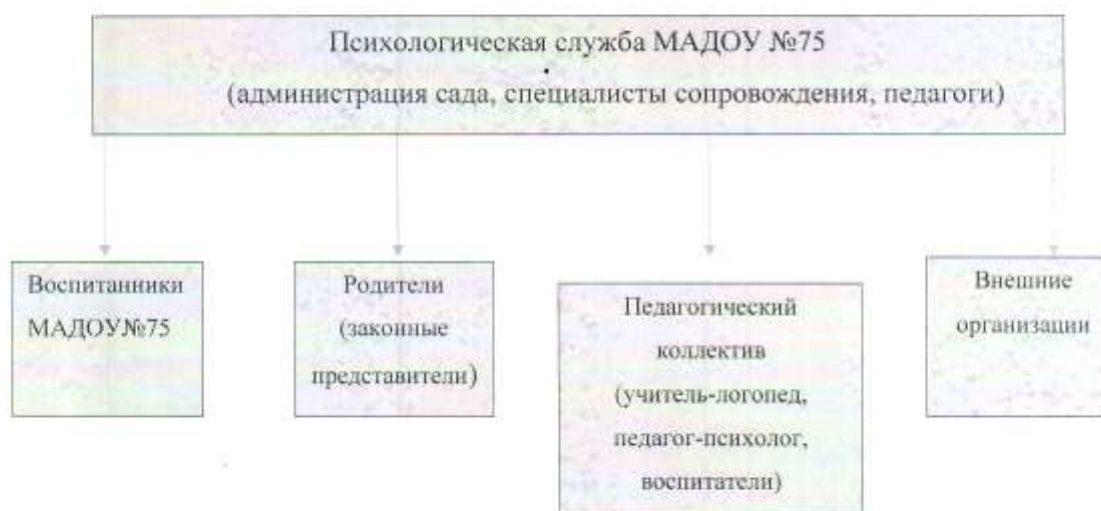 Психологическая служба МАДОУ №75
(администрация сада, специалисты сопровождения, педагоги)
Воспитанники
МАДОУ№75
Родители
(законные
представители)
Педагогический
коллектив
(учитель-логопед,
педагог-психолог,
воспитатели)
Внешние
организации